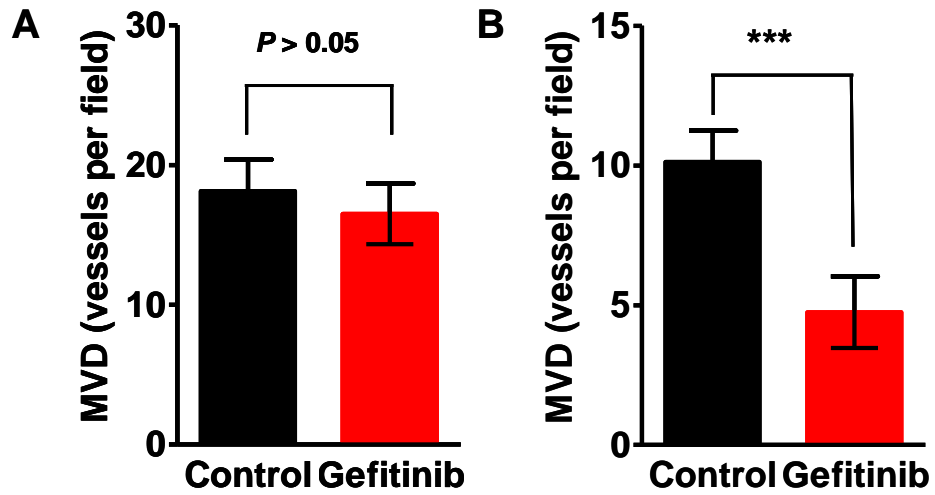 A
MVD (vessels per field)
30
20
10
0
P > 0.05
Control Gefitinib
B
MVD (vessels per field)
15
10
5
0
***
Control Gefitinib